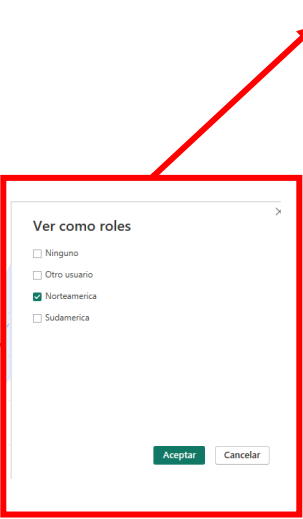 Ver como roles
Ninguno
Otro usuario
Norteamerica
Sudamerica
Aceptar Cancelar